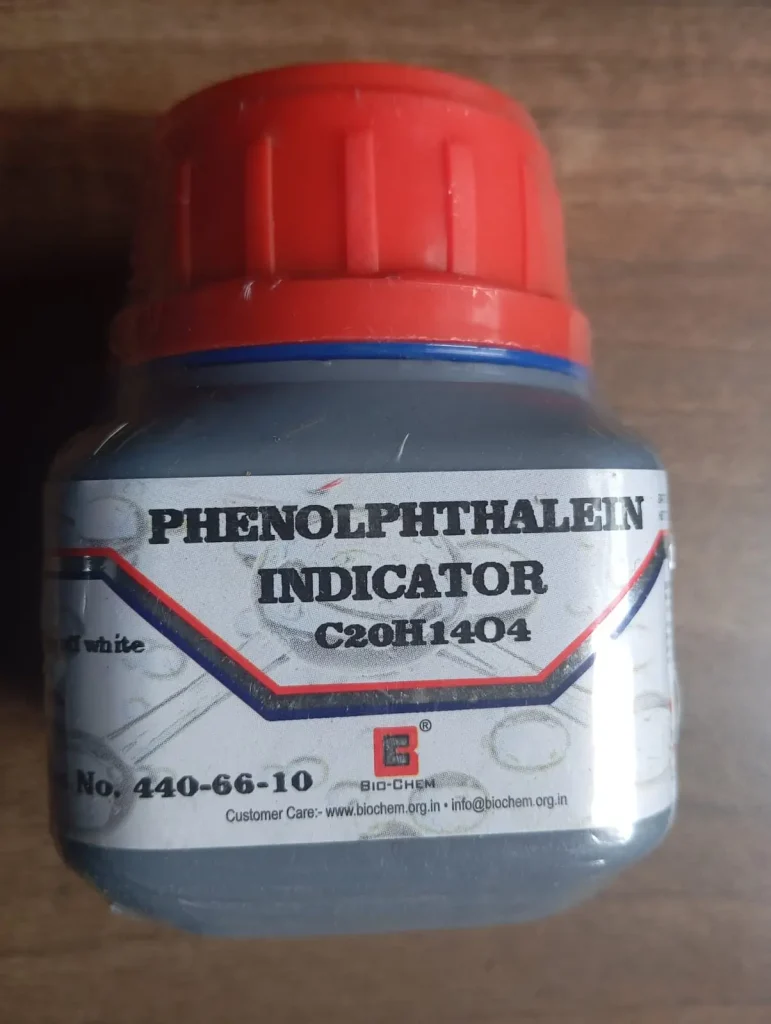 PHENOLPHTHALEIN
INDICATOR
C20H14O4
off white
No. 440-66-10
B ®
BIO-CHEM
Customer Care:- www.biochem.org.in • info@biochem.org.in